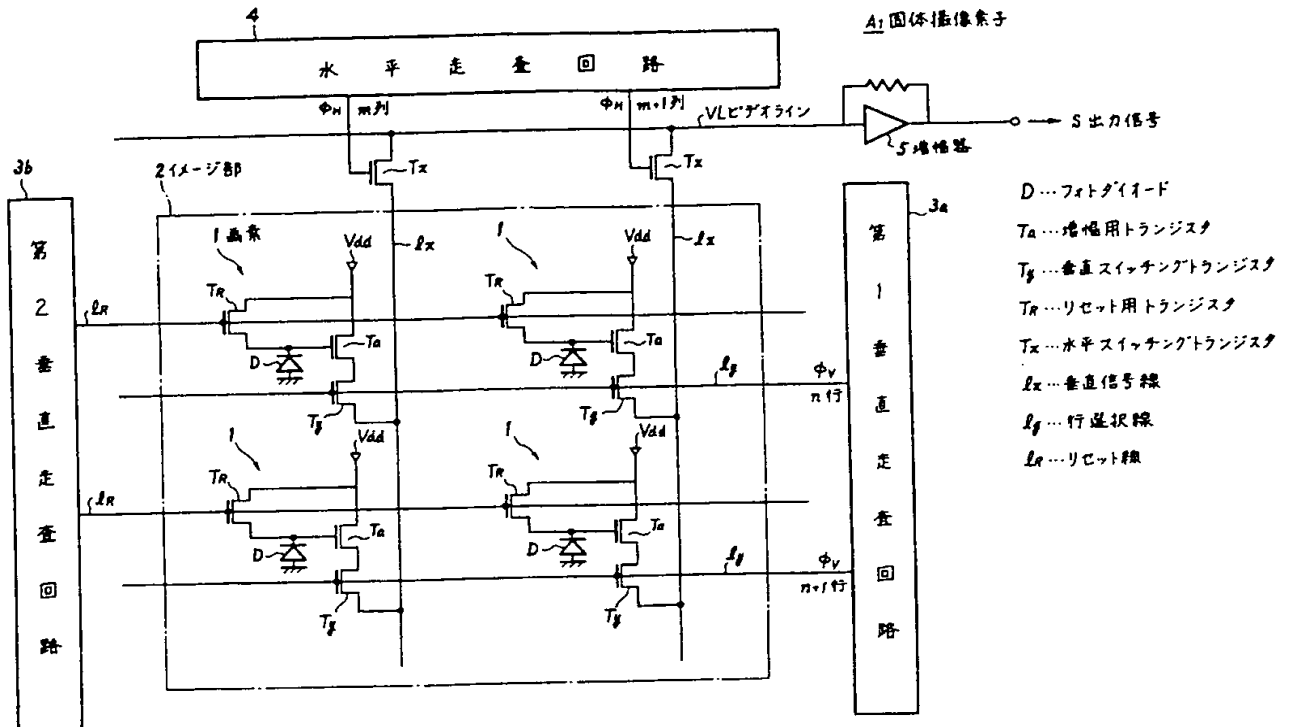 4
A1 固体撮像素子
水平走査回路
ΦH m列
ΦH m+1列
VLビデオライン
S 出力信号
5 増幅器
3b
2イメージ部
Tx
Tx
3a
第2垂直走査回路
第1垂直走査回路
D…フォトダイオード
Ta…増幅用トランジスタ
Ty…垂直スイッチングトランジスタ
TR…リセット用トランジスタ
Tx…水平スイッチングトランジスタ
lx…垂直信号線
ly…行選択線
lR…リセット線
1画素
Vdd
lx
1
Vdd
lx
TR
TR
lR
Ta
Ta
D
D
ly
ΦV
n行
Ty
Ty
1
Vdd
1
Vdd
TR
TR
lR
Ta
Ta
D
D
ly
ΦV
n+1行
Ty
Ty